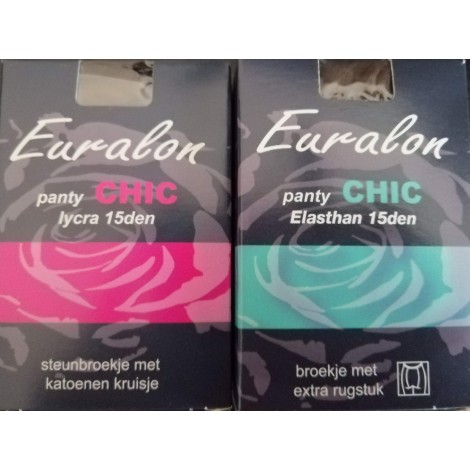 Euralon
panty CHIC
lycra 15den
steunbroekje met
katoenen kruisje
Euralon
panty CHIC
Elasthan 15den
broekje met
extra rugstuk